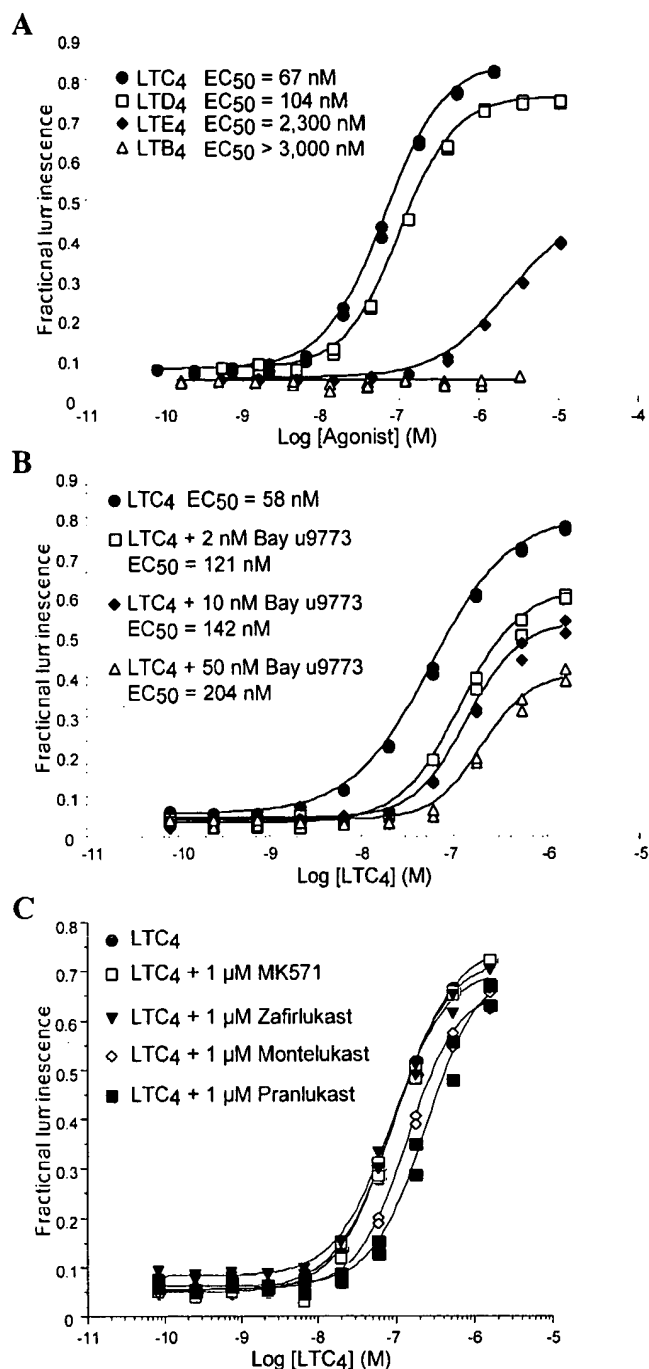 A
0.9
0.8
0.7
0.6
0.5
0.4
0.3
0.2
0.1
0
Fractional luminescence
● LTC4 EC50 = 67 nM
□ LTD4 EC50 = 104 nM
◆ LTE4 EC50 = 2,300 nM
△ LTB4 EC50 > 3,000 nM
-11 -10 -9 -8 -7 -6 -5 -4
Log [Agonist] (M)
B
0.9
0.8
0.7
0.6
0.5
0.4
0.3
0.2
0.1
0
Fractional luminescence
● LTC4 EC50 = 58 nM
□ LTC4 + 2 nM Bay u9773
EC50 = 121 nM
◆ LTC4 + 10 nM Bay u9773
EC50 = 142 nM
△ LTC4 + 50 nM Bay u9773
EC50 = 204 nM
-11 -10 -9 -8 -7 -6 -5
Log [LTC4] (M)
C
0.8
0.7
0.6
0.5
0.4
0.3
0.2
0.1
0.0
Fractional luminescence
● LTC4
□ LTC4 + 1 µM MK571
▼ LTC4 + 1 µM Zafirlukast
◇ LTC4 + 1 µM Montelukast
■ LTC4 + 1 µM Pranlukast
-11 -10 -9 -8 -7 -6 -5
Log [LTC4] (M)